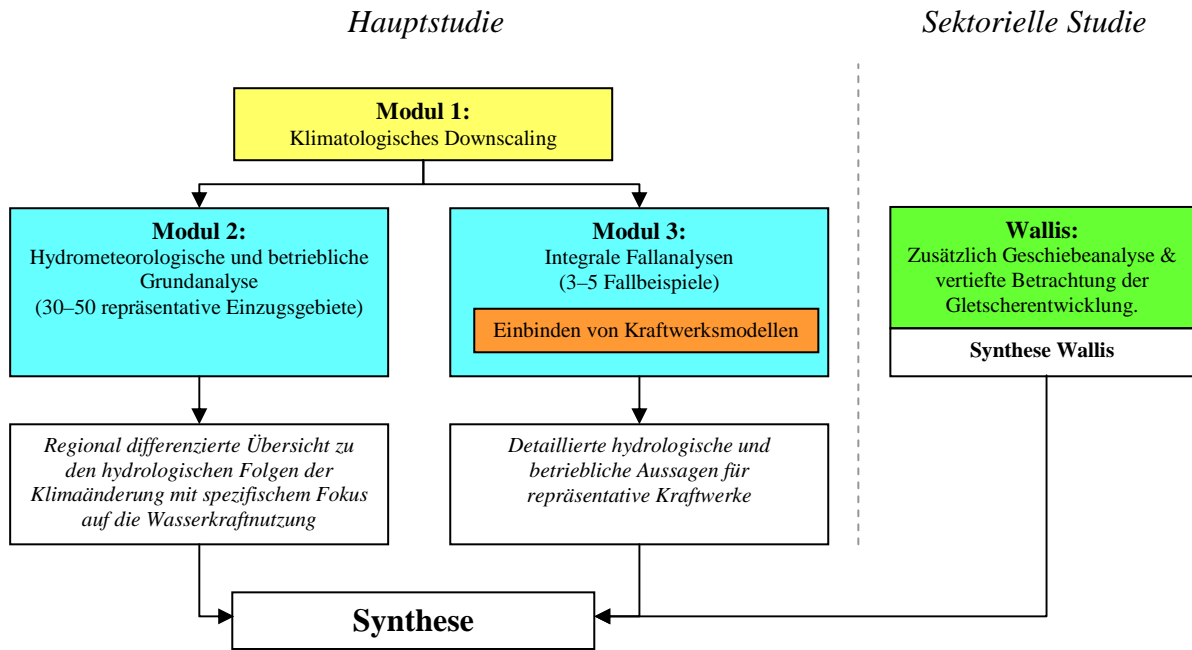 Hauptstudie
Sektorielle Studie
Modul 1:
Klimatologisches Downscaling
Modul 2:
Hydrometeorologische und betriebliche
Grundanalyse
(30–50 repräsentative Einzugsgebiete)
Modul 3:
Integrale Fallanalysen
(3–5 Fallbeispiele)
Einbinden von Kraftwerksmodellen
Wallis:
Zusätzlich Geschiebeanalyse &
vertiefte Betrachtung der
Gletscherentwicklung.
Synthese Wallis
Regional differenzierte Übersicht zu
den hydrologischen Folgen der
Klimaänderung mit spezifischem Fokus
auf die Wasserkraftnutzung
Detaillierte hydrologische und
betriebliche Aussagen für
repräsentative Kraftwerke
Synthese